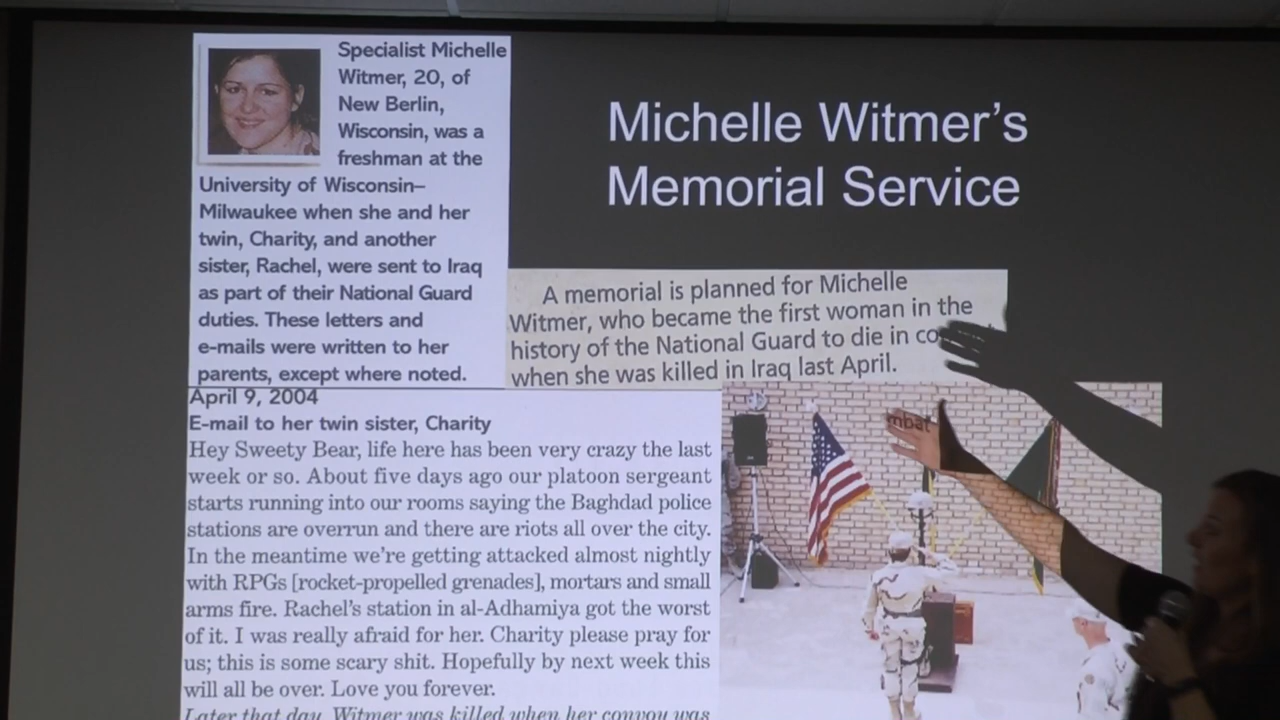 Specialist Michelle
Witmer, 20, of
New Berlin,
Wisconsin, was a
freshman at the
University of Wisconsin–
Milwaukee when she and her
twin, Charity, and another
sister, Rachel, were sent to Iraq
as part of their National Guard
duties. These letters and
e-mails were written to her
parents, except where noted.
Michelle Witmer’s
Memorial Service
A memorial is planned for Michelle
Witmer, who became the first woman in the
history of the National Guard to die in co
mbat
when she was killed in Iraq last April.
April 9, 2004
E-mail to her twin sister, Charity
Hey Sweety Bear, life here has been very crazy the last
week or so. About five days ago our platoon sergeant
starts running into our rooms saying the Baghdad police
stations are overrun and there are riots all over the city.
In the meantime we’re getting attacked almost nightly
with RPGs [rocket-propelled grenades], mortars and small
arms fire. Rachel’s station in al-Adhamiya got the worst
of it. I was really afraid for her. Charity please pray for
us; this is some scary shit. Hopefully by next week this
will all be over. Love you forever.
Later that day, Witmer was killed when her convoy was